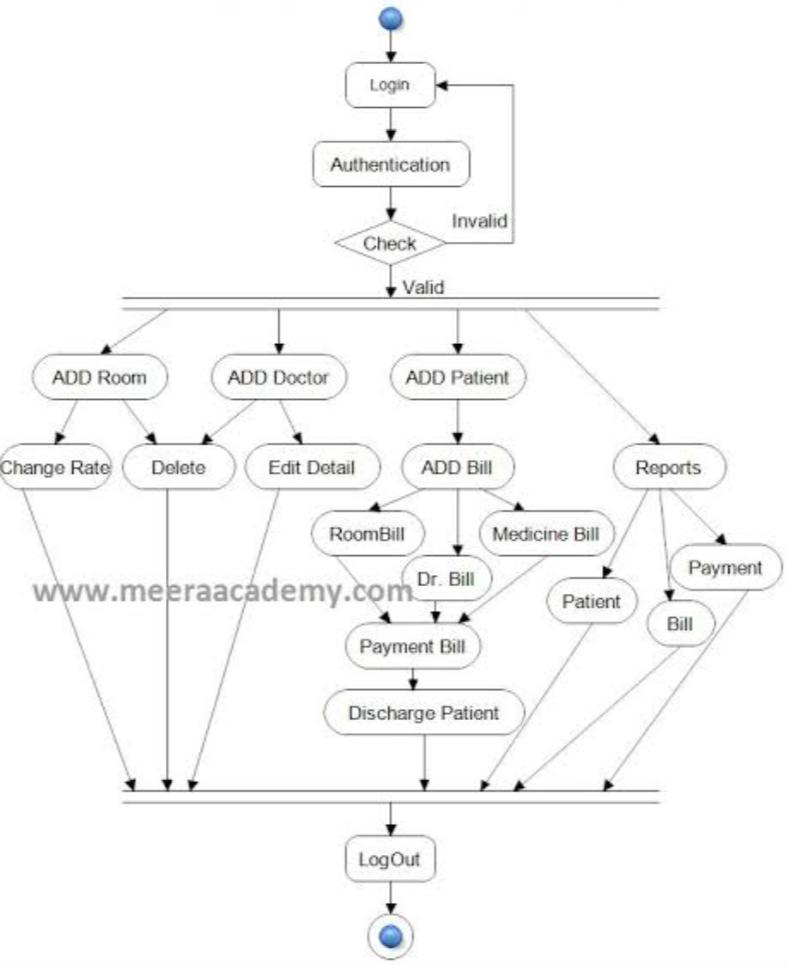 Login
Authentication
Invalid
Check
Valid
ADD Room
ADD Doctor
ADD Patient
Change Rate
Delete
Edit Detail
ADD Bill
Reports
RoomBill
Medicine Bill
Dr. Bill
Payment
www.meeraacademy.com
Patient
Bill
Payment Bill
Discharge Patient
LogOut